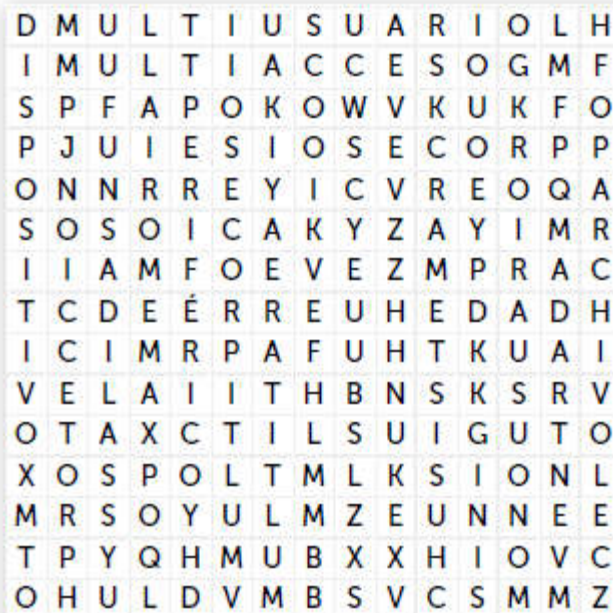 D M U L T I U S U A R I O L H
I M U L T I A C C E S O G M F
S P F A P O K O W V K U K F O
P J U I E S I O S E C O R P P
O N N R R E Y I C V R E O Q A
S O S O I C A K Y Z A Y I M R
I I A M F O E V E Z M P R A C
T C D E É R R E U H E D A D H
I C I M R P A F U H T K U A I
V E L A I I T H B N S K S R V
O T A X C T I L S U I G U T O
X O S P O L T M L K S I O N L
M R S O Y U L M Z E U N N E E
T P Y Q H M U B X X H I O V C
O H U L D V M B S V C S M M Z